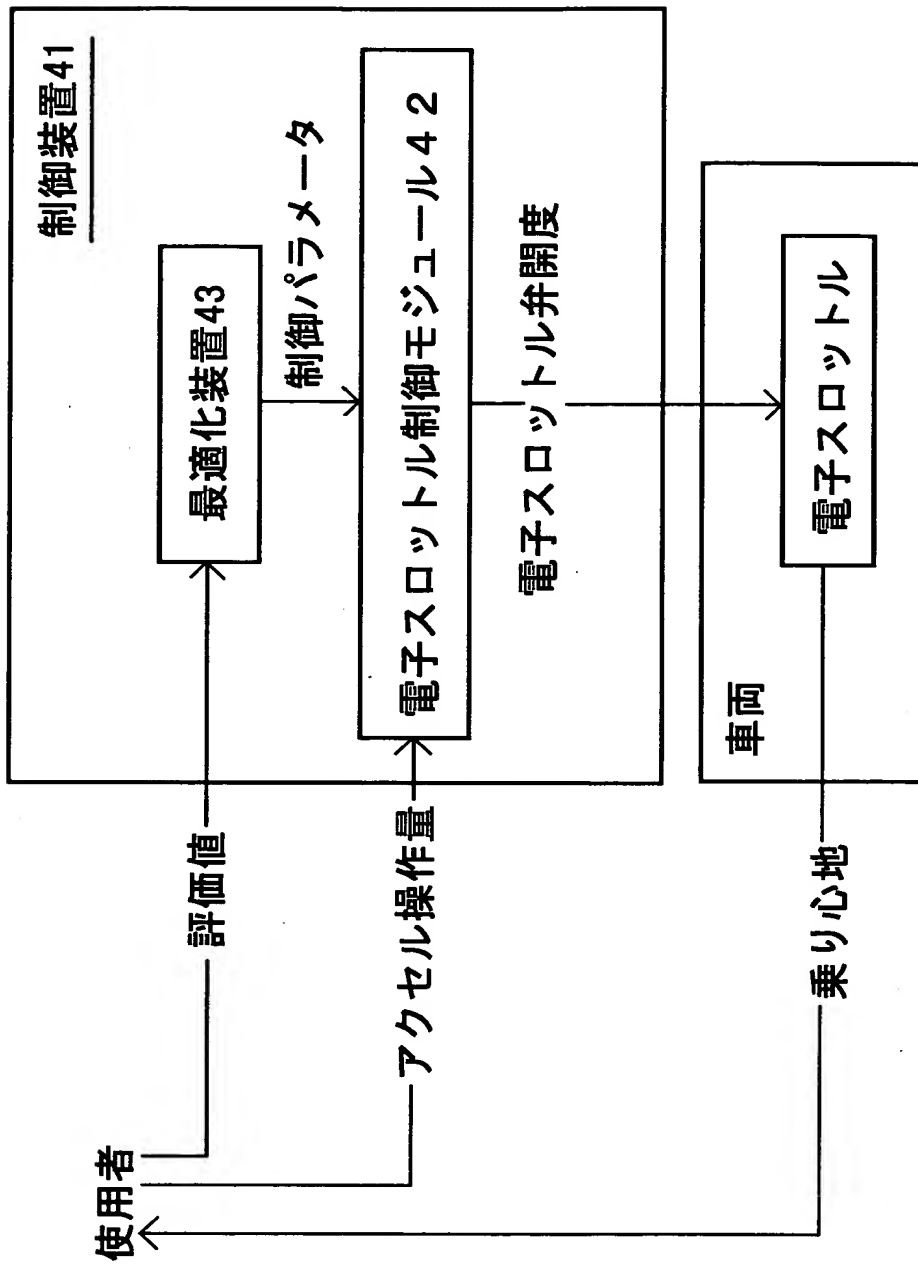 制御装置41
最適化装置43
制御パラメータ
電子スロットル制御モジュール42
電子スロットル弁開度
車両
電子スロットル
評価値
アクセル操作量
乗り心地
使用者